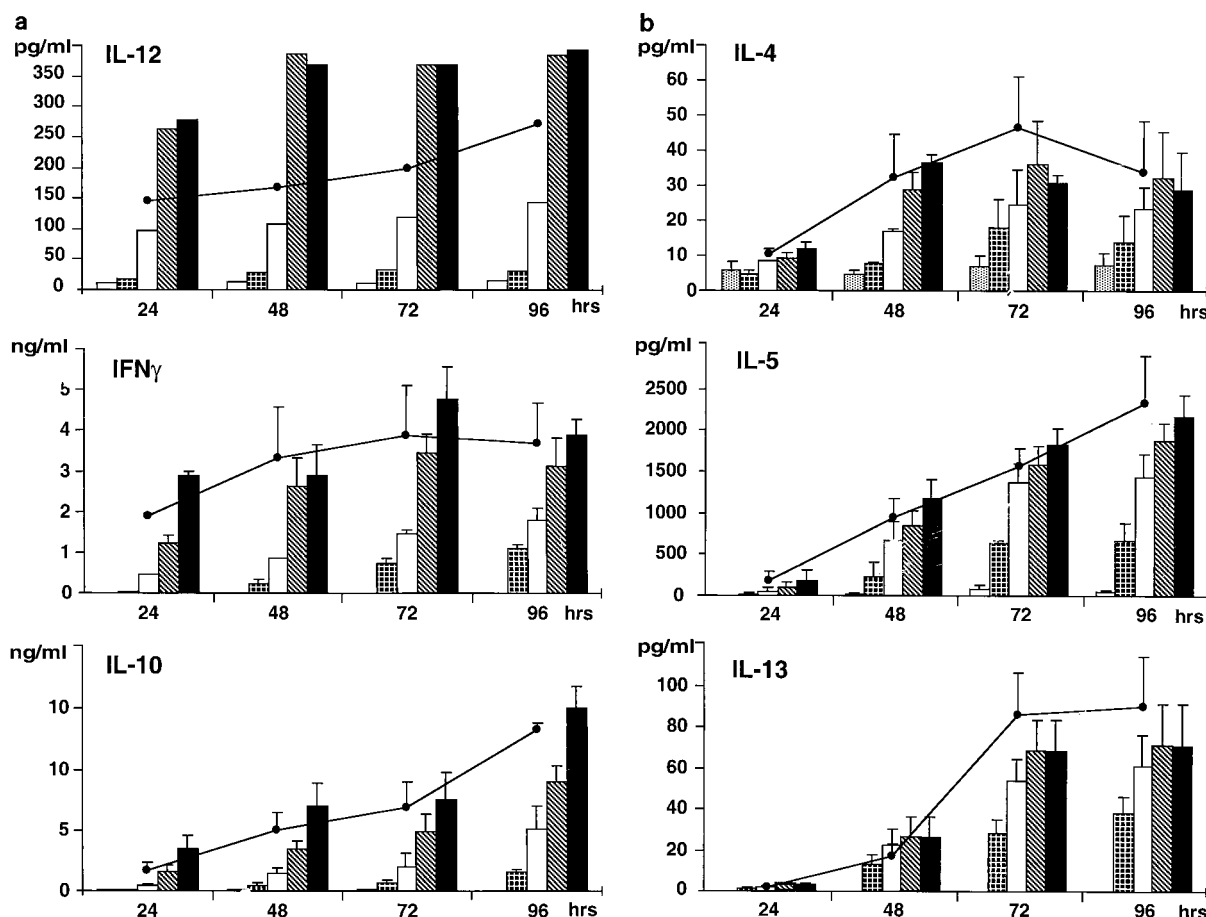 a
pg/ml
IL-12
350
300
250
200
150
100
50
0
24 48 72 96 hrs
ng/ml
IFNγ
5
4
3
2
1
0
24 48 72 96 hrs
ng/ml
IL-10
10
10
5
0
24 48 72 96 hrs
b
pg/ml
IL-4
60
50
40
30
20
10
0
24 48 72 96 hrs
pg/ml
IL-5
2500
2000
1500
1000
500
0
24 48 72 96 hrs
pg/ml
IL-13
100
80
60
40
20
0
24 48 72 96 hrs